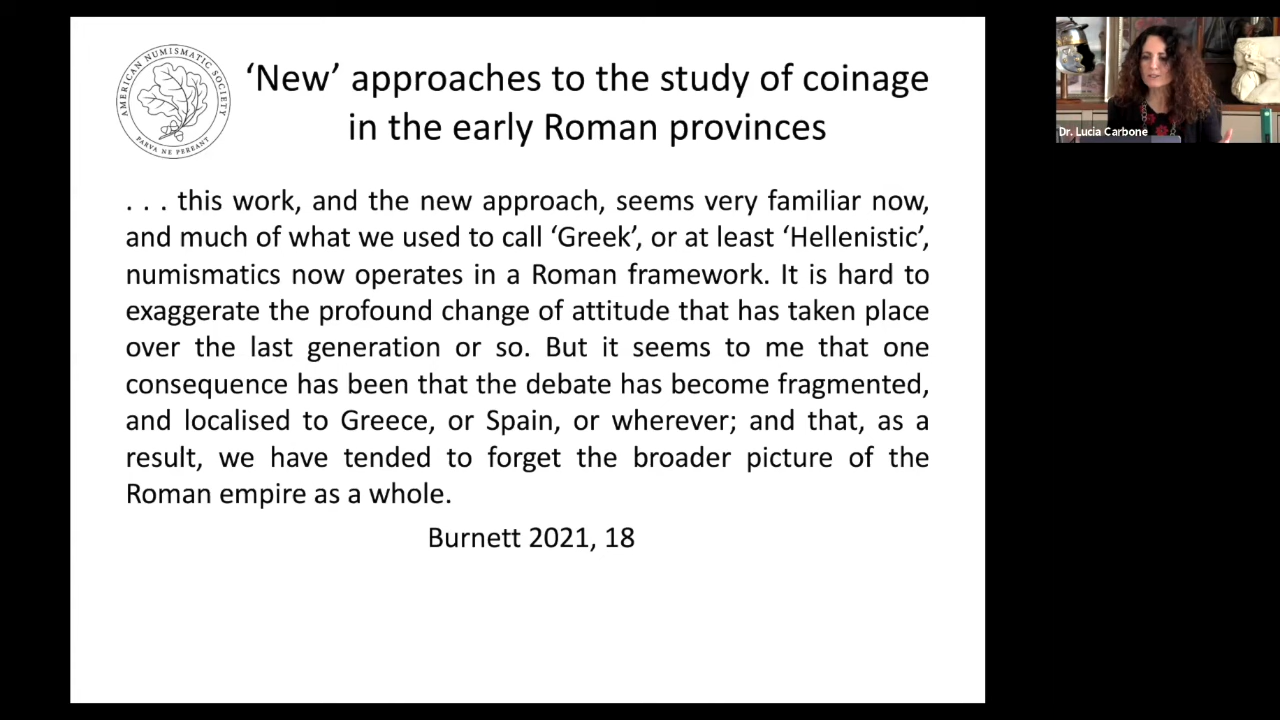 AMERICAN NUMISMATIC SOCIETY
PARVA NE PEREANT
‘New’ approaches to the study of coinage
in the early Roman provinces
. . . this work, and the new approach, seems very familiar now,
and much of what we used to call ‘Greek’, or at least ‘Hellenistic’,
numismatics now operates in a Roman framework. It is hard to
exaggerate the profound change of attitude that has taken place
over the last generation or so. But it seems to me that one
consequence has been that the debate has become fragmented,
and localised to Greece, or Spain, or wherever; and that, as a
result, we have tended to forget the broader picture of the
Roman empire as a whole.
Burnett 2021, 18
Dr. Lucia Carbone